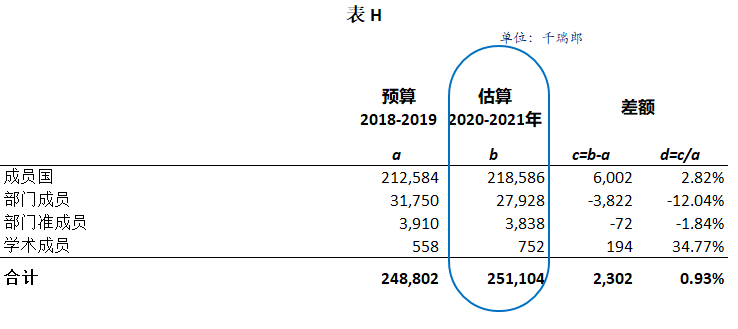 表 H
单位：千瑞郎
预算 估算 差额
2018-2019 2020-2021年
a b c=b-a d=c/a
成员国 212,584 218,586 6,002 2.82%
部门成员 31,750 27,928 -3,822 -12.04%
部门准成员 3,910 3,838 -72 -1.84%
学术成员 558 752 194 34.77%
合计 248,802 251,104 2,302 0.93%